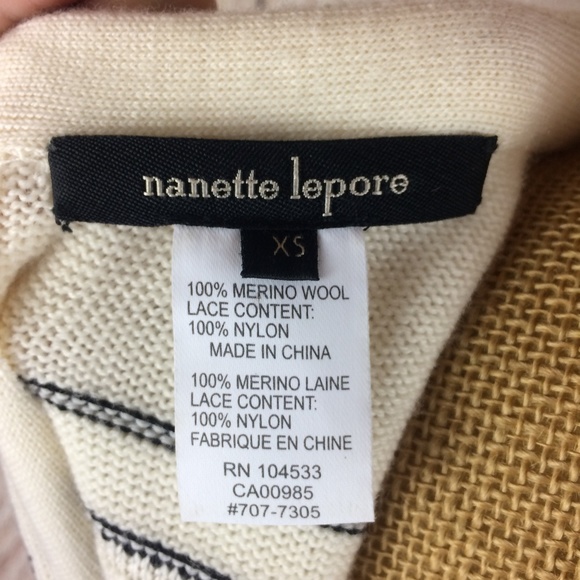 nanette lepore
XS
100% MERINO WOOL
LACE CONTENT:
100% NYLON
MADE IN CHINA
100% MERINO LAINE
LACE CONTENT:
100% NYLON
FABRIQUE EN CHINE
RN 104533
CA00985
#707-7305